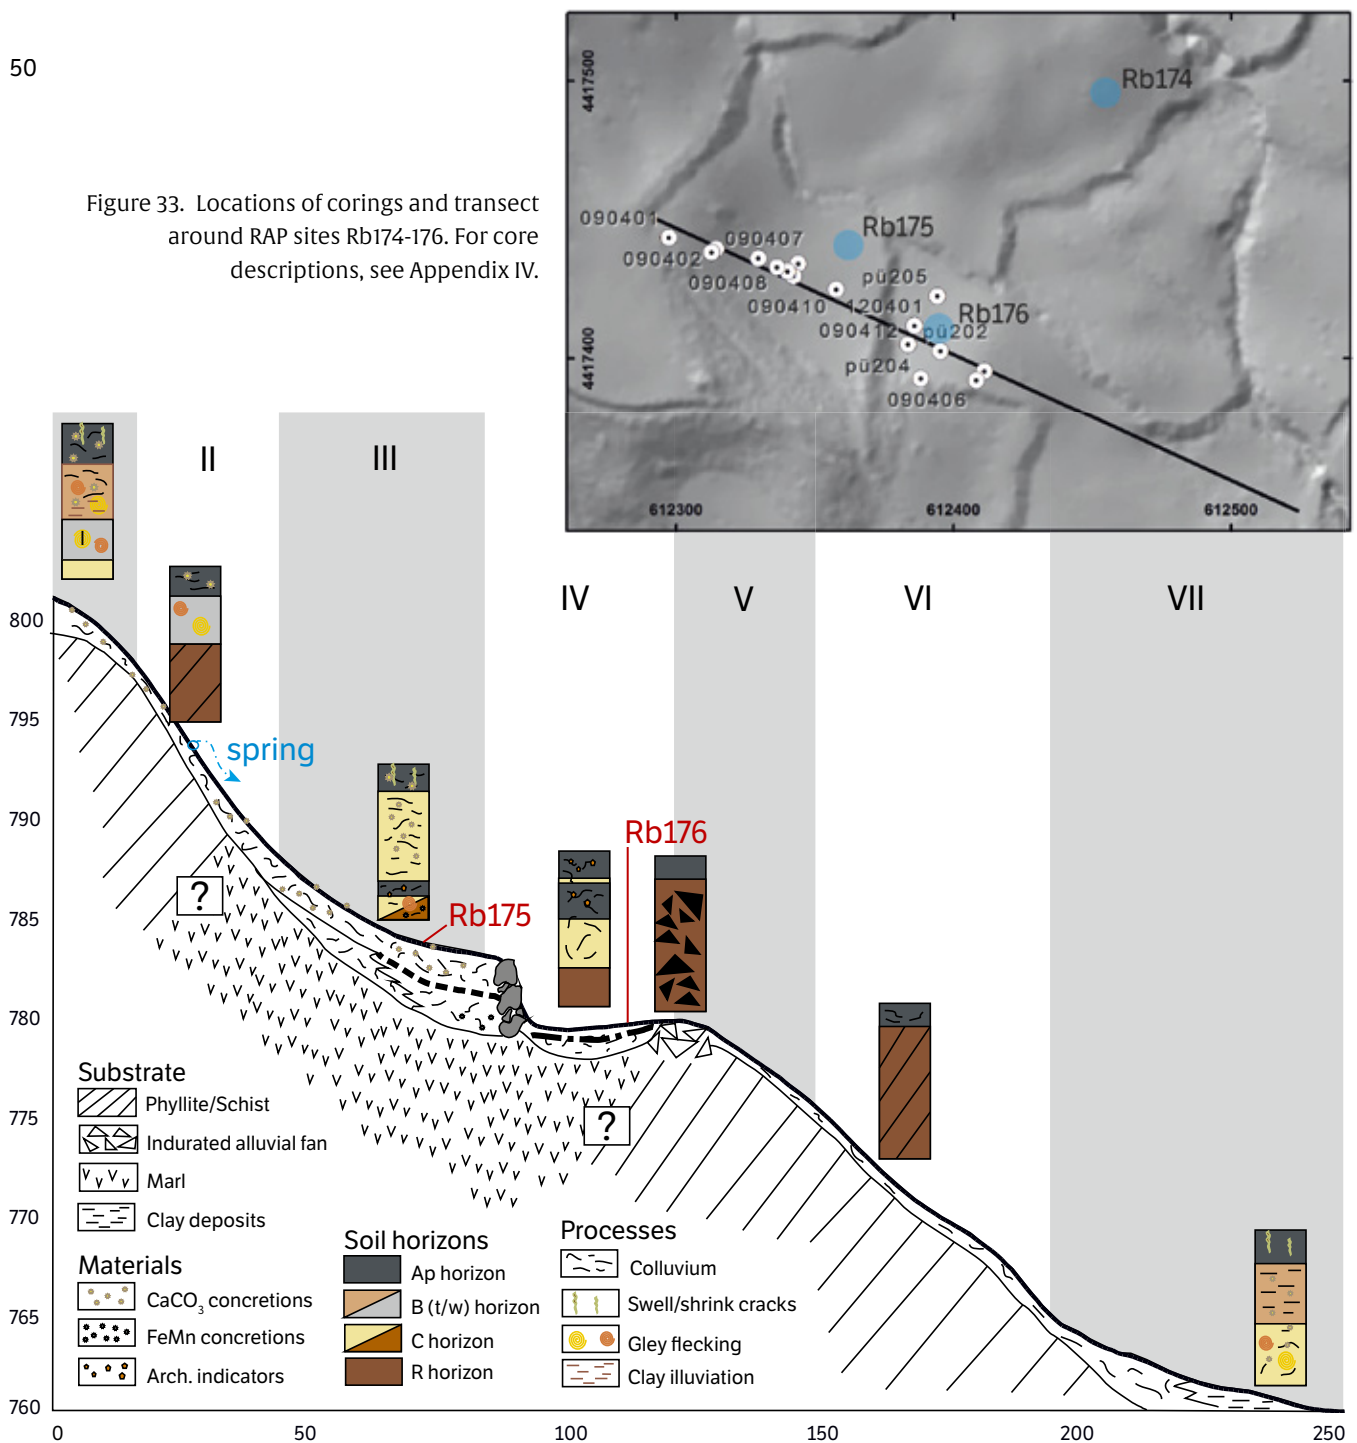 50
Figure 33. Locations of corings and transect
around RAP sites Rb174-176. For core
descriptions, see Appendix IV.
4417500
4417400
Rb174
Rb175
Rb176
090401
090402
090407
090408
090410
120401
pü205
090412
pü202
pü204
090406
612300
612400
612500
I
II
III
IV
V
VI
VII
800
795
790
785
780
775
770
765
760
spring
?
Rb175
Rb176
?
Substrate
Phyllite/Schist
Indurated alluvial fan
Marl
Clay deposits
Materials
CaCO3 concretions
FeMn concretions
Arch. indicators
Soil horizons
Ap horizon
B (t/w) horizon
C horizon
R horizon
Processes
Colluvium
Swell/shrink cracks
Gley flecking
Clay illuviation
0
50
100
150
200
250